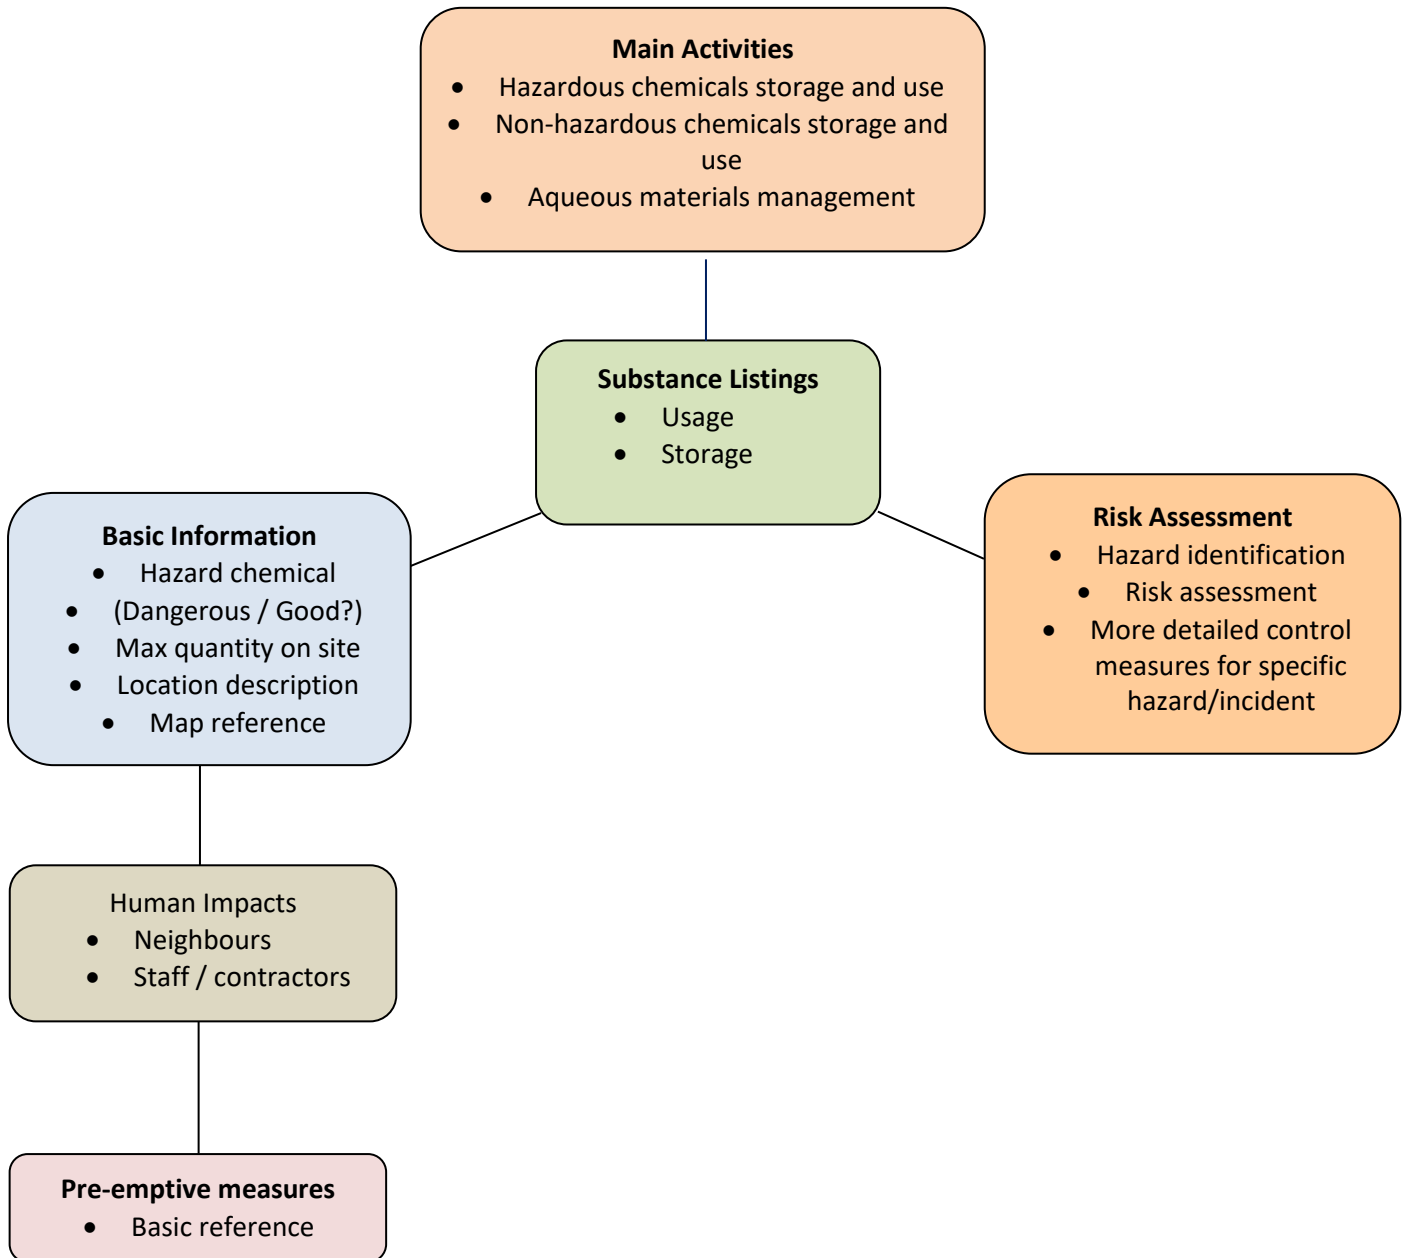 Main Activities
• Hazardous chemicals storage and use
• Non-hazardous chemicals storage and
use
• Aqueous materials management
Substance Listings
• Usage
• Storage
Basic Information
• Hazard chemical
• (Dangerous / Good?)
• Max quantity on site
• Location description
• Map reference
Risk Assessment
• Hazard identification
• Risk assessment
• More detailed control
measures for specific
hazard/incident
Human Impacts
• Neighbours
• Staff / contractors
Pre-emptive measures
• Basic reference